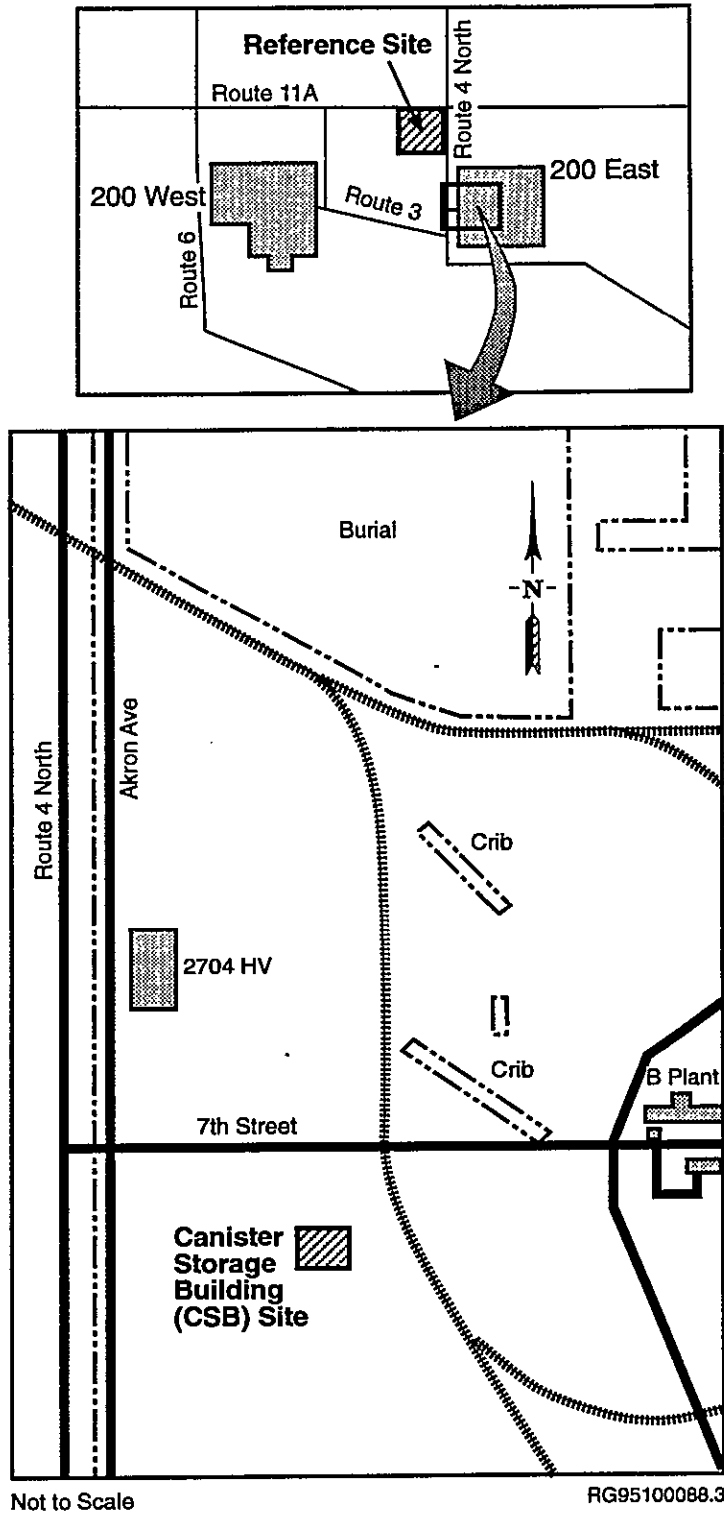 Reference Site
Route 11A
Route 4 North
200 West
200 East
Route 3
Route 6
Burial
N
Route 4 North
Akron Ave
Crib
2704 HV
Crib
B Plant
7th Street
Canister
Storage
Building
(CSB) Site
Not to Scale
RG95100088.3